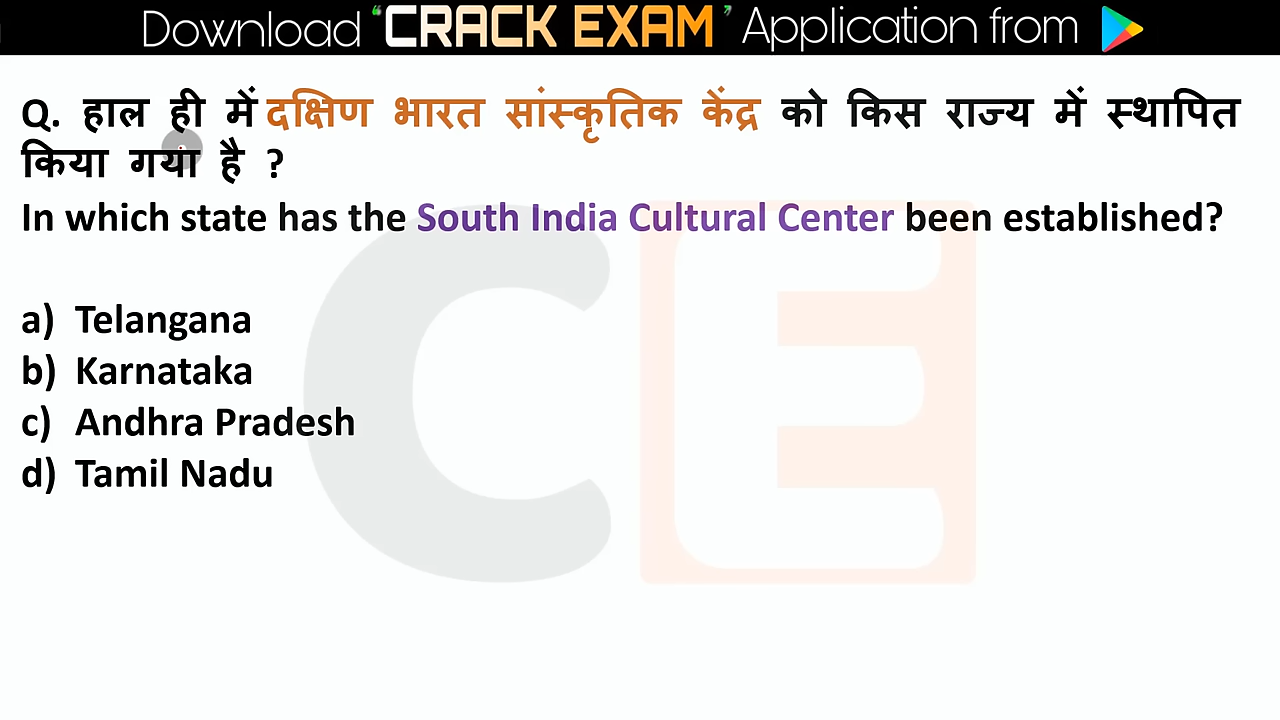 Download “CRACK EXAM” Application from
Q. हाल ही में दक्षिण भारत सांस्कृतिक केंद्र को किस राज्य में स्थापित
किया गया है ?
In which state has the South India Cultural Center been established?
a) Telangana
b) Karnataka
c) Andhra Pradesh
d) Tamil Nadu
CE